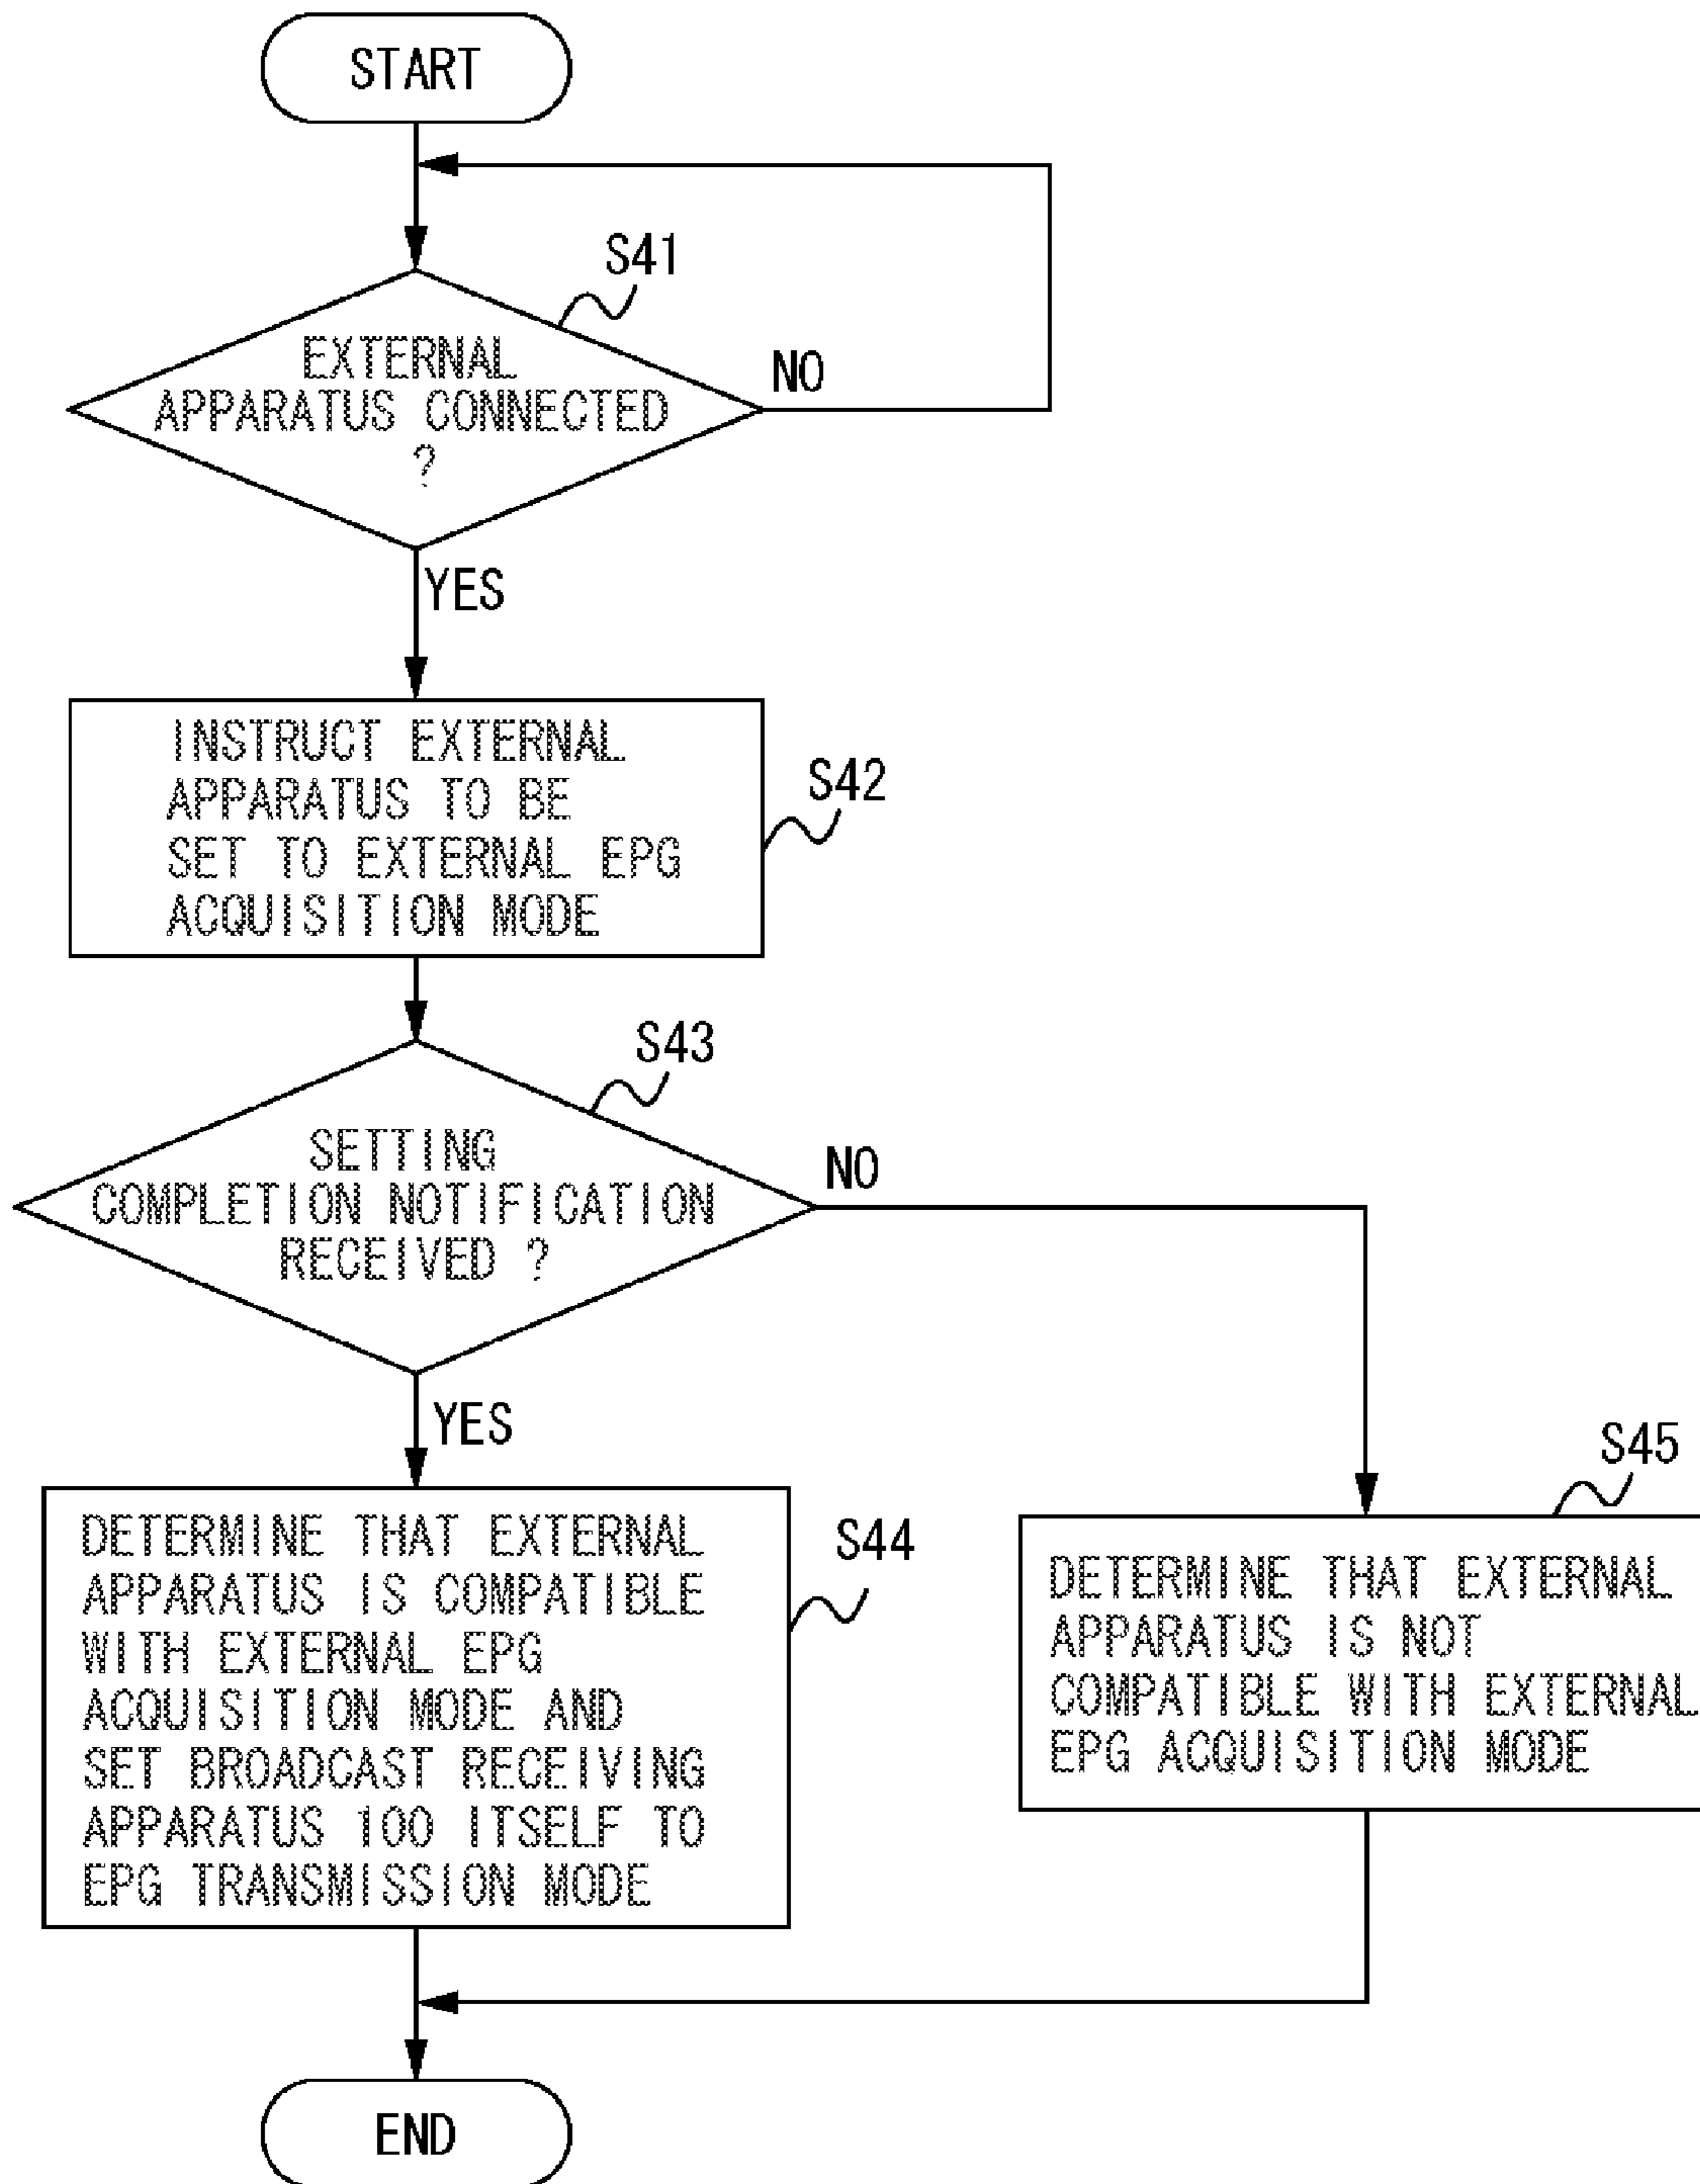 START
S41
EXTERNAL
APPARATUS CONNECTED
?
NO
YES
INSTRUCT EXTERNAL
APPARATUS TO BE
SET TO EXTERNAL EPG
ACQUISITION MODE
S42
S43
SETTING
COMPLETION NOTIFICATION
RECEIVED ?
NO
YES
S44
DETERMINE THAT EXTERNAL
APPARATUS IS COMPATIBLE
WITH EXTERNAL EPG
ACQUISITION MODE AND
SET BROADCAST RECEIVING
APPARATUS 100 ITSELF TO
EPG TRANSMISSION MODE
S45
DETERMINE THAT EXTERNAL
APPARATUS IS NOT
COMPATIBLE WITH EXTERNAL
EPG ACQUISITION MODE
END